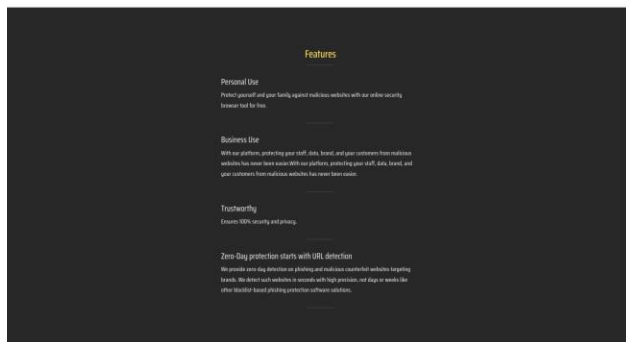 Features
Personal Use
Protect yourself and your family against malicious websites with our online security
browser tool for free.
Business Use
With our platform, protecting your staff, data, brand, and your customers from malicious
websites has never been easier.With our platform, protecting your staff, data, brand, and
your customers from malicious websites has never been easier.
Trustworthy
Ensures 100% security and privacy.
Zero-Day protection starts with URL detection
We provide zero-day detection on phishing and malicious counterfeit websites targeting
brands. We detect such websites in seconds with high precision, not days or weeks like
other blacklist-based phishing protection software solutions.